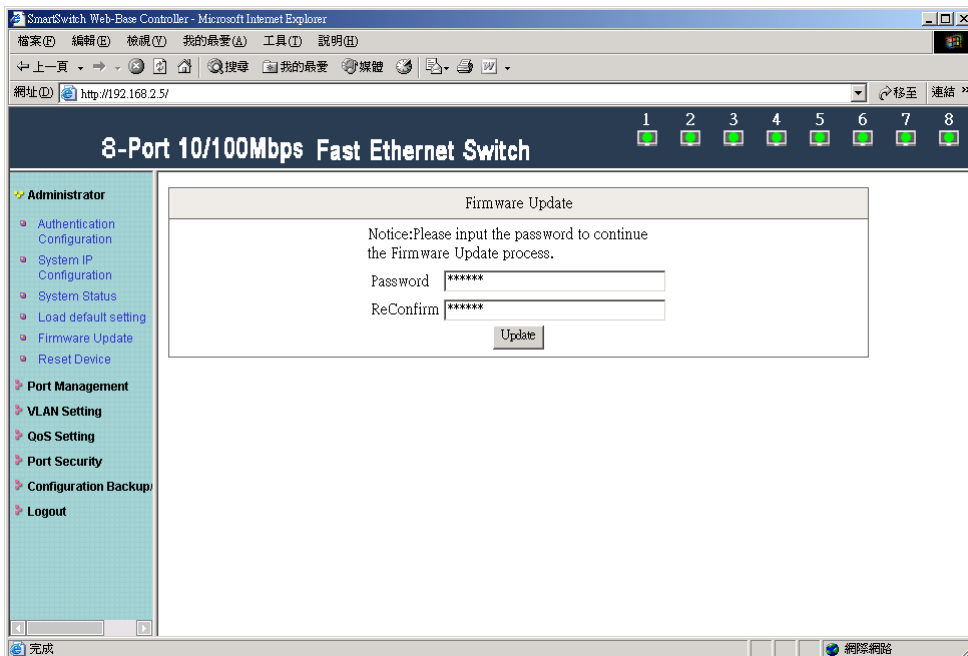 SmartSwitch Web-Base Controller - Microsoft Internet Explorer
檔案(F) 編輯(E) 檢視(V) 我的最愛(A) 工具(T) 說明(H)
上一頁 搜尋 我的最愛 媒體
網址(D) http://192.168.2.5/ 移至 連結 »
8-Port 10/100Mbps Fast Ethernet Switch
1 2 3 4 5 6 7 8
Administrator
Authentication
Configuration
System IP
Configuration
System Status
Load default setting
Firmware Update
Reset Device
Port Management
VLAN Setting
QoS Setting
Port Security
Configuration Backup/
Logout
Firmware Update
Notice:Please input the password to continue
the Firmware Update process.
Password ******
ReConfirm ******
Update
完成 網際網路